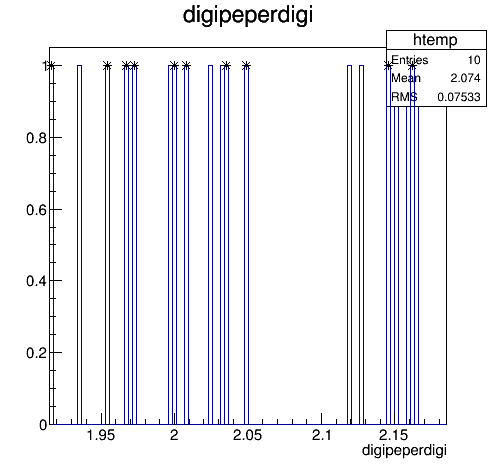 digipeperdigi
htemp
Entries 10
Mean 2.074
RMS 0.07533
1
0.8
0.6
0.4
0.2
0
1.95 2 2.05 2.1 2.15
digipeperdigi